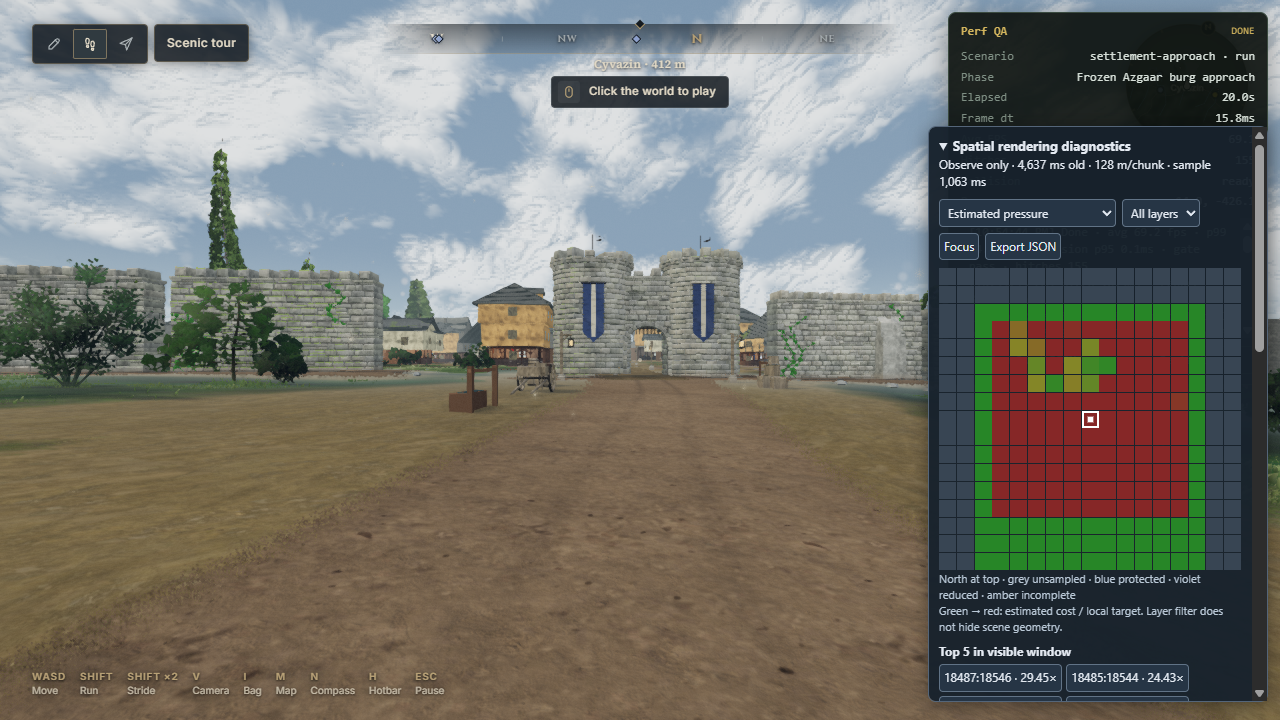 Scenic tour
NW
N
NE
Cyvazin · 412 m
Click the world to play
Perf QA
DONE
Scenario
settlement-approach · run
Phase
Frozen Azgaar burg approach
Elapsed
20.0s
Frame dt
15.8ms
▼ Spatial rendering diagnostics
Observe only · 4,637 ms old · 128 m/chunk · sample
1,063 ms
Estimated pressure
All layers
Focus
Export JSON
North at top · grey unsampled · blue protected · violet
reduced · amber incomplete
Green → red: estimated cost / local target. Layer filter does
not hide scene geometry.
Top 5 in visible window
18487:18546 · 29.45×
18485:18544 · 24.43×
WASD
Move
SHIFT
Run
SHIFT ×2
Stride
V
Camera
I
Bag
M
Map
N
Compass
H
Hotbar
ESC
Pause